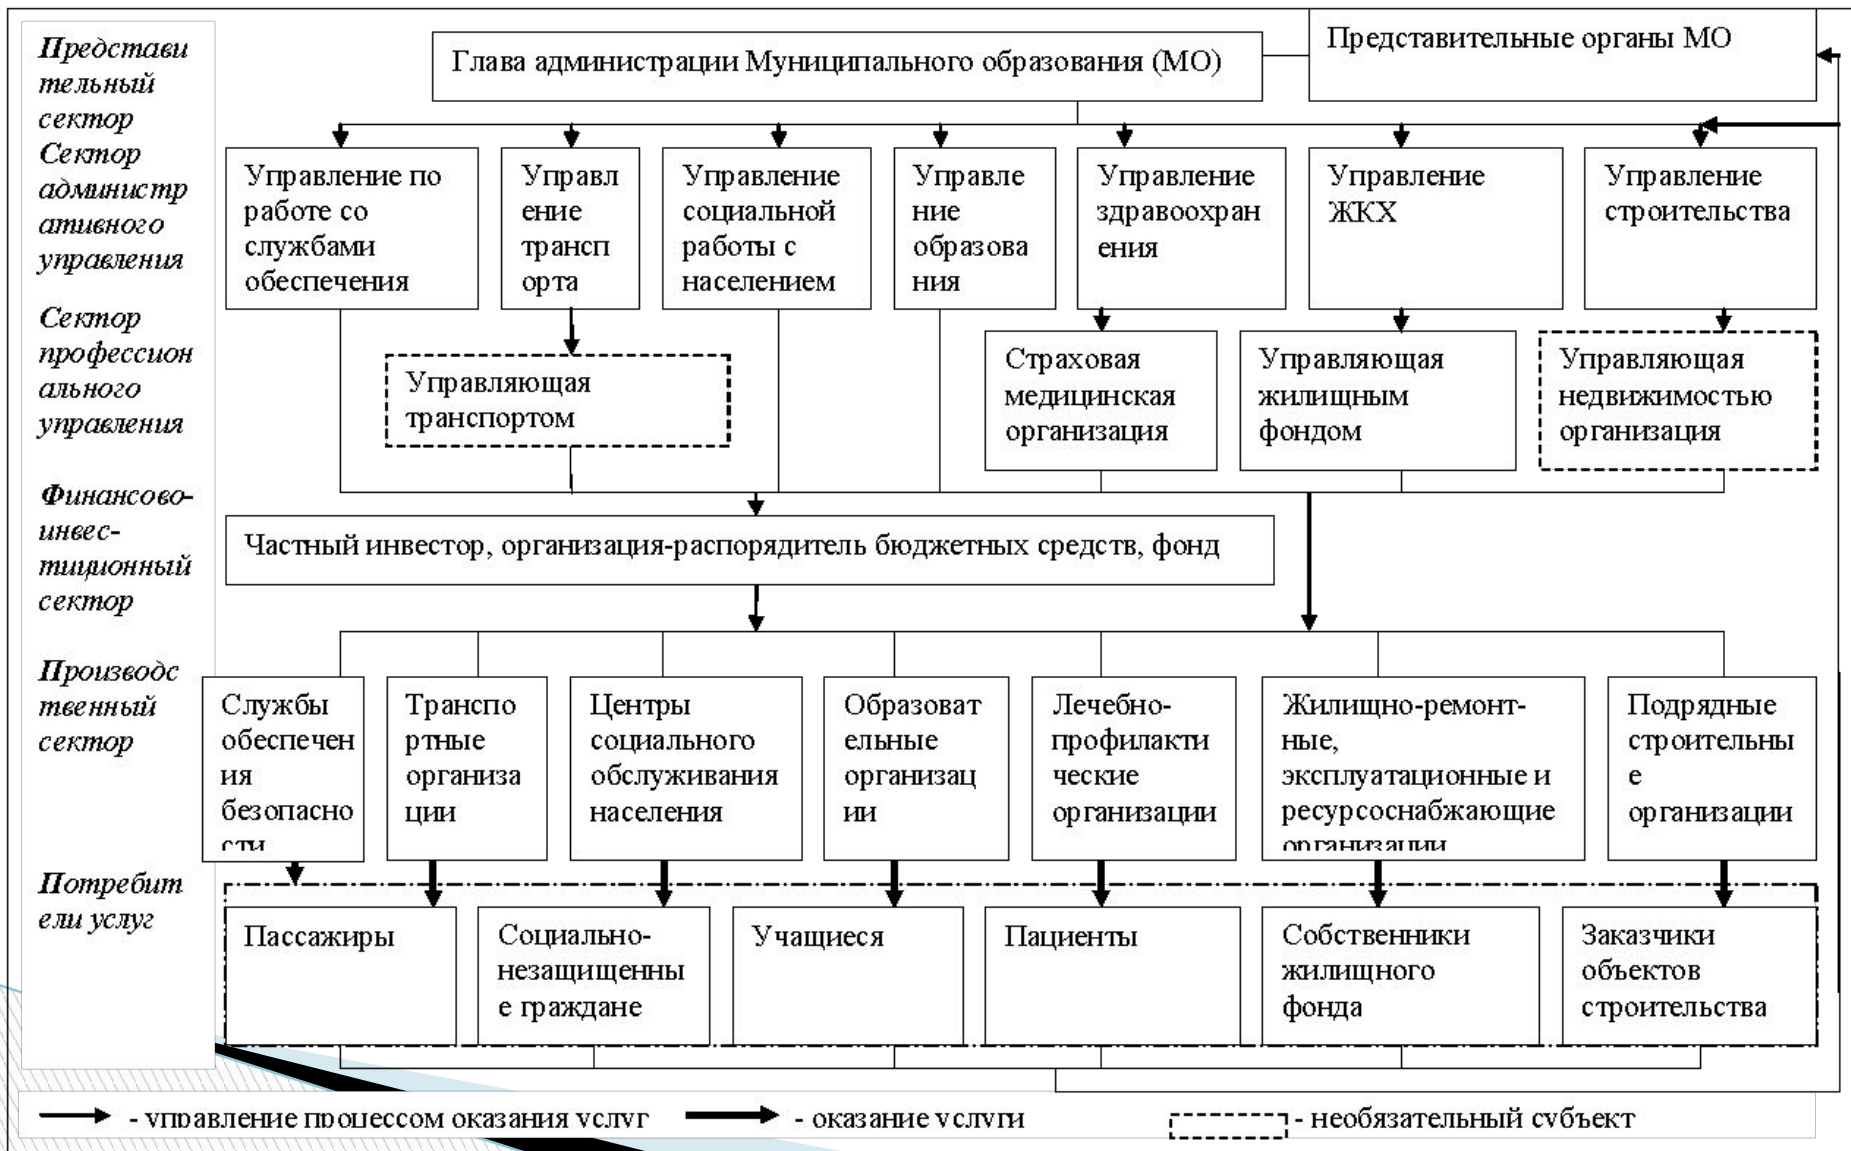 Представи
тельный
сектор
Сектор
администр
ативного
управления
Сектор
профессион
ального
управления
Финансово-
инвес-
тиционный
сектор
Производс
твенный
сектор
Потребит
ели услуг
Глава администрации Муниципального образования (МО)
Представительные органы МО
Управление по
работе со
службами
обеспечения
Управл
ение
трансп
орта
Управление
социальной
работы с
населением
Управле
ние
образова
ния
Управление
здравоохран
ения
Управление
ЖКХ
Управление
строительства
Управляющая
транспортом
Страховая
медицинская
организация
Управляющая
жилищным
фондом
Управляющая
недвижимостью
организация
Частный инвестор, организация-распорядитель бюджетных средств, фонд
Службы
обеспечен
ия
безопасно
сти
Транспо
ртные
организа
ции
Центры
социального
обслуживания
населения
Образоват
ельные
организац
ии
Лечебно-
профилакти
ческие
организации
Жилищно-ремонт-
ные,
эксплуатационные и
ресурсоснабжающие
организации
Подрядные
строительны
е
организации
Пассажиры
Социально-
незащищенны
е граждане
Учащиеся
Пациенты
Собственники
жилищного
фонда
Заказчики
объектов
строительства
- управление процессом оказания услуг
- оказание услуги
- необязательный субъект